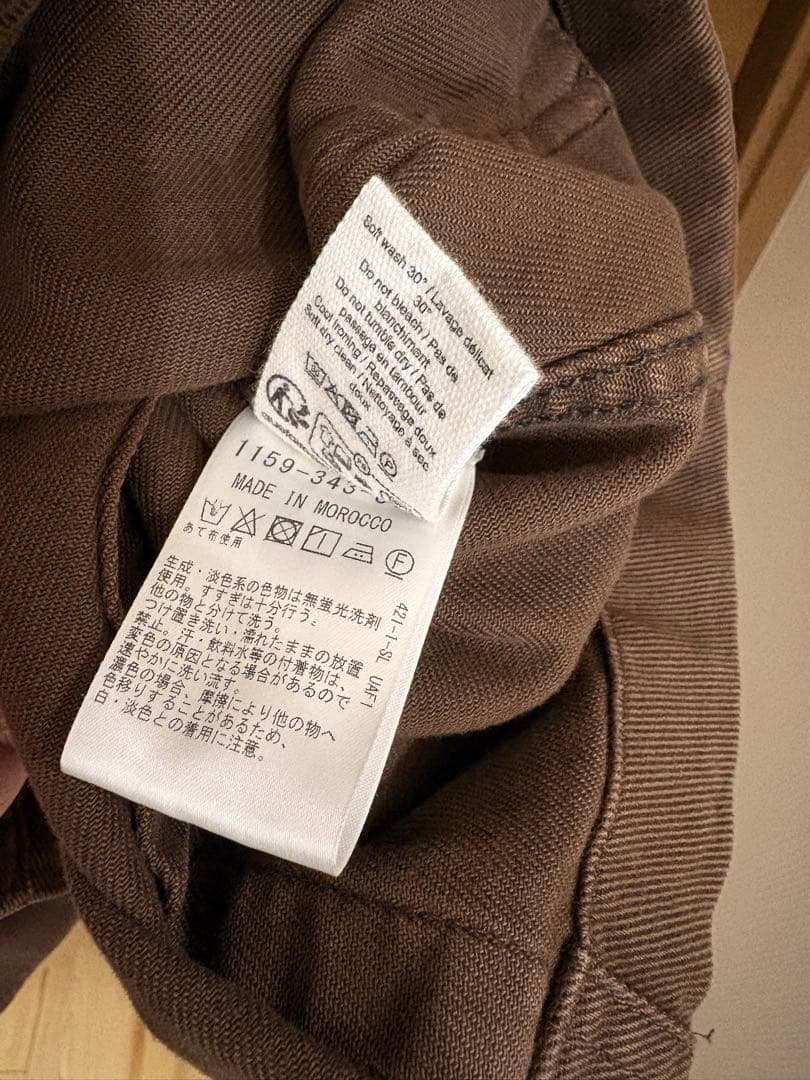 Soft wash 30° / Lavage délicat
30°
Do not bleach / Pas de
blanchiment
Do not tumble dry / Pas de
passage en tambour
Cool ironing / Repassage doux
Soft dry clean / Nettoyage à sec
doux
P
1159-343
MADE IN MOROCCO
あて布使用
F
生成・淡色系の色物は無蛍光洗剤
使用。すすぎは十分行う。
他の物と分けて洗う。
つけ置き洗い・濡れたままの放置
禁止。汗・飲料水等の付着物は、
変色の原因となる場合があるので
速やかに洗い流す。
濃色の場合、摩擦により他の物へ
色移りすることがあるため、
白・淡色との着用に注意。
421-1-SL UAF1